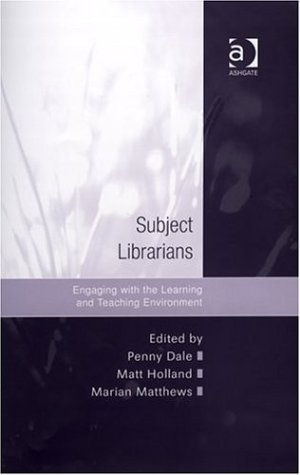 a
ASHGATE
Subject
Librarians
Engaging with the Learning
and Teaching Environment
Edited by
Penny Dale
Matt Holland
Marian Matthews